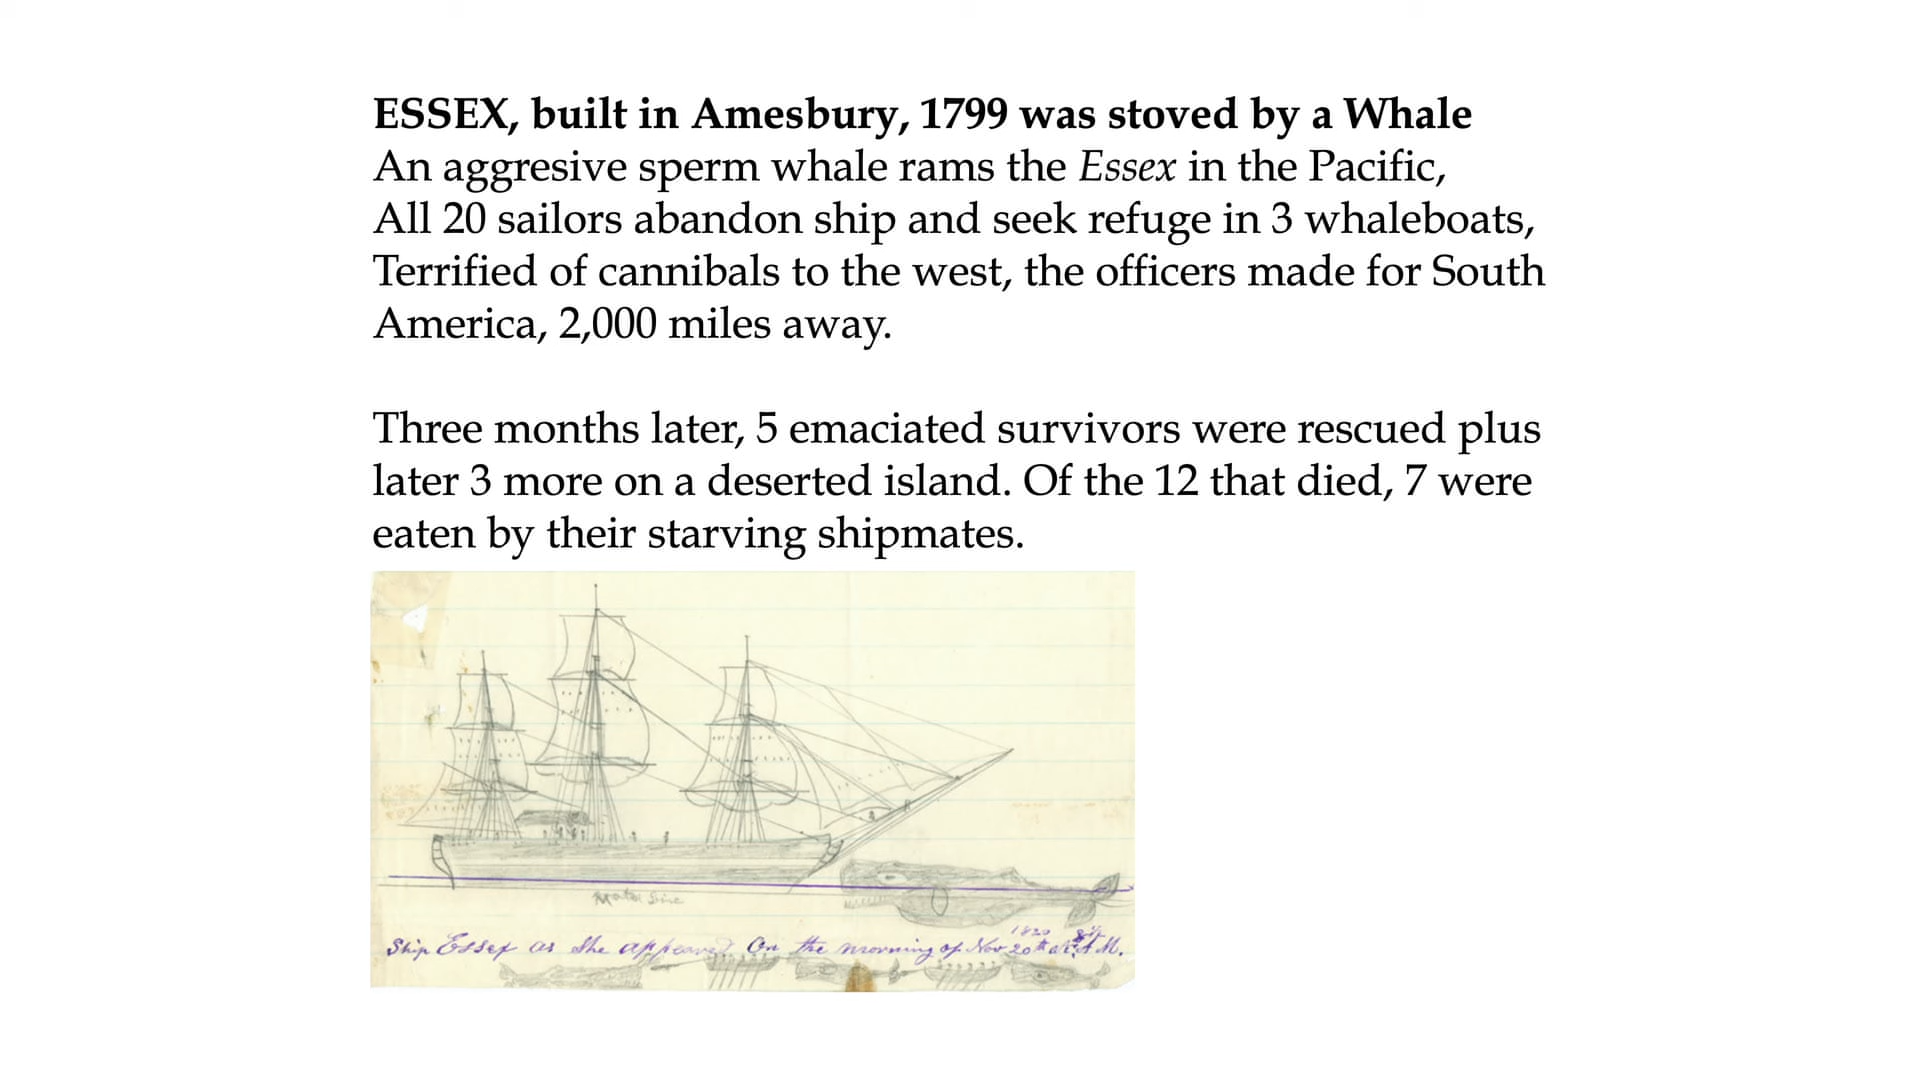 ESSEX, built in Amesbury, 1799 was stoved by a Whale
An aggresive sperm whale rams the Essex in the Pacific,
All 20 sailors abandon ship and seek refuge in 3 whaleboats,
Terrified of cannibals to the west, the officers made for South
America, 2,000 miles away.
Three months later, 5 emaciated survivors were rescued plus
later 3 more on a deserted island. Of the 12 that died, 7 were
eaten by their starving shipmates.
Water Line
1820
Ship Essex as She appeared On the morning of Nov 20th at A.M.